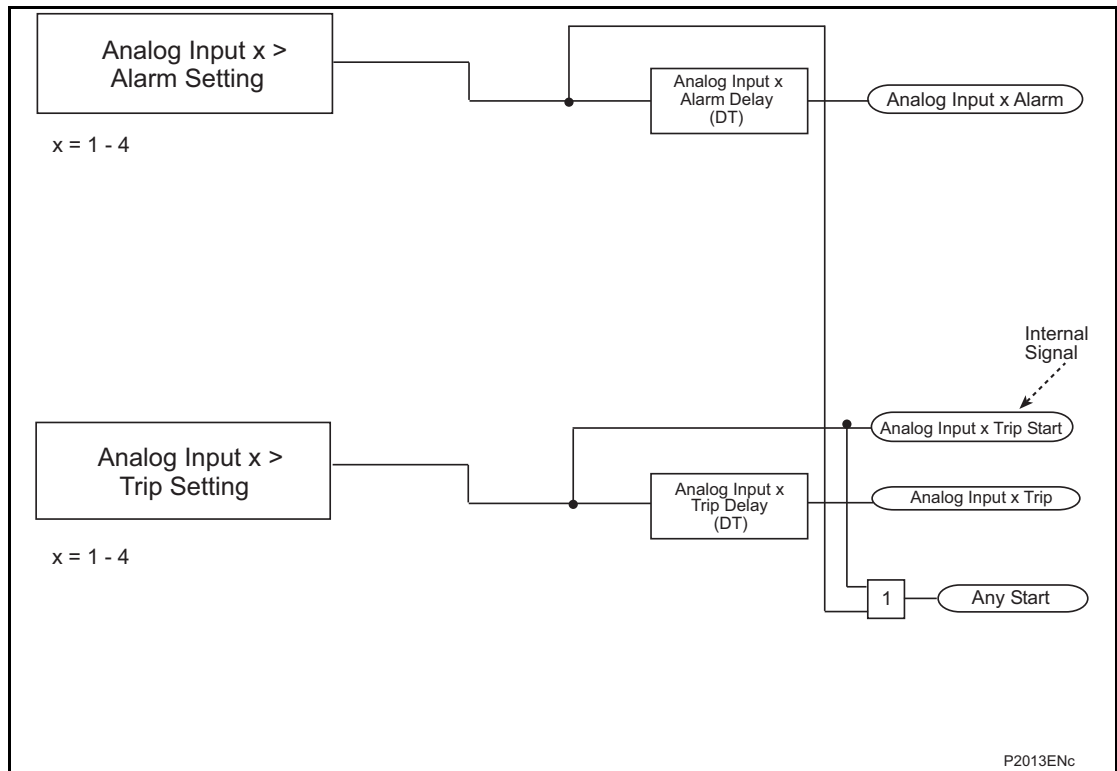 Analog Input x >
Alarm Setting
x = 1 - 4
Analog Input x
Alarm Delay
(DT)
Analog Input x Alarm
Internal
Signal
Analog Input x Trip Start
Analog Input x >
Trip Setting
x = 1 - 4
Analog Input x
Trip Delay
(DT)
Analog Input x Trip
1
Any Start
P2013ENc